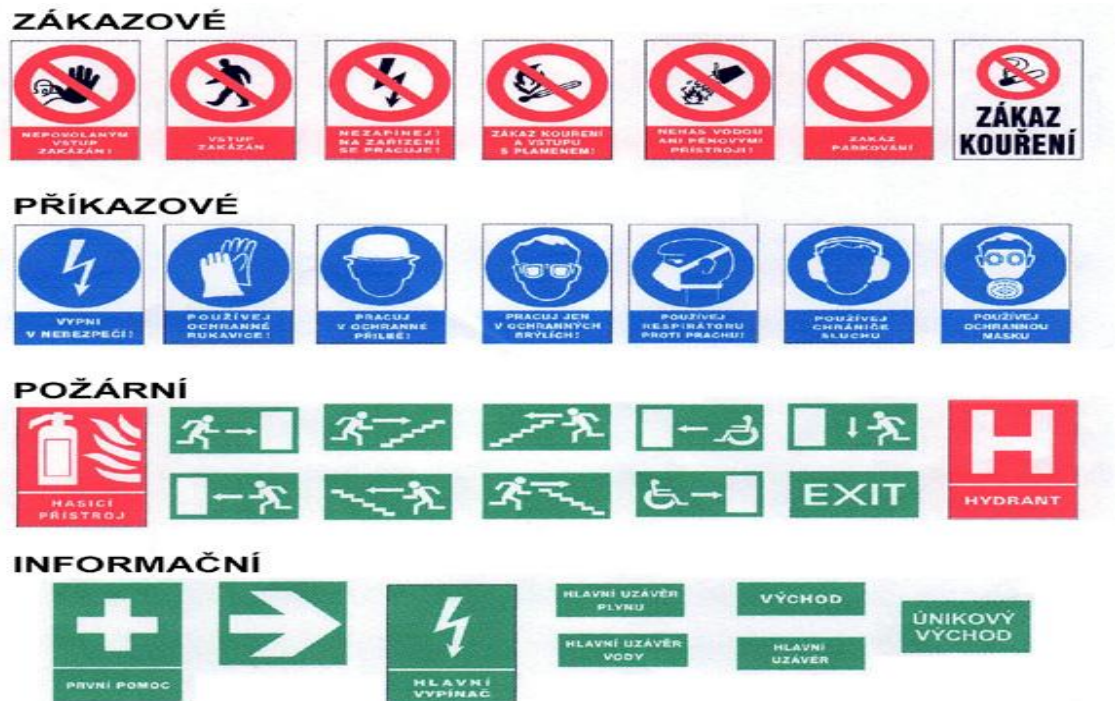 ZÁKAZOVÉ
NEPOVOLANÝM
VSTUP
ZAKÁZÁN!
VSTUP
ZAKÁZÁN
NEZAPÍNEJ!
NA ZAŘÍZENÍ
SE PRACUJE!
ZÁKAZ KOUŘENÍ
A VSTUPU
S PLAMENEM!
NEHAS VODOU
ANI PĚNOVÝMI
PŘÍSTROJI!
ZÁKAZ
PARKOVÁNÍ
ZÁKAZ
KOUŘENÍ
PŘÍKAZOVÉ
VYPNI
V NEBEZPEČÍ!
POUŽÍVEJ
OCHRANNÉ
RUKAVICE!
PRACUJ
V OCHRANNÉ
PŘILBĚ!
PRACUJ JEN
V OCHRANNÝCH
BRÝLÍCH!
POUŽÍVEJ
RESPIRÁTORU
PROTI PRACHU!
POUŽÍVEJ
CHRÁNIČE
SLUCHU
POUŽÍVEJ
OCHRANNOU
MASKU
POŽÁRNÍ
HASICÍ
PŘÍSTROJ
EXIT
H
HYDRANT
INFORMAČNÍ
PRVNÍ POMOC
HLAVNÍ
VYPÍNAČ
HLAVNÍ UZÁVĚR
PLYNU
HLAVNÍ UZÁVĚR
VODY
VÝCHOD
HLAVNÍ
UZÁVĚR
ÚNIKOVÝ
VÝCHOD